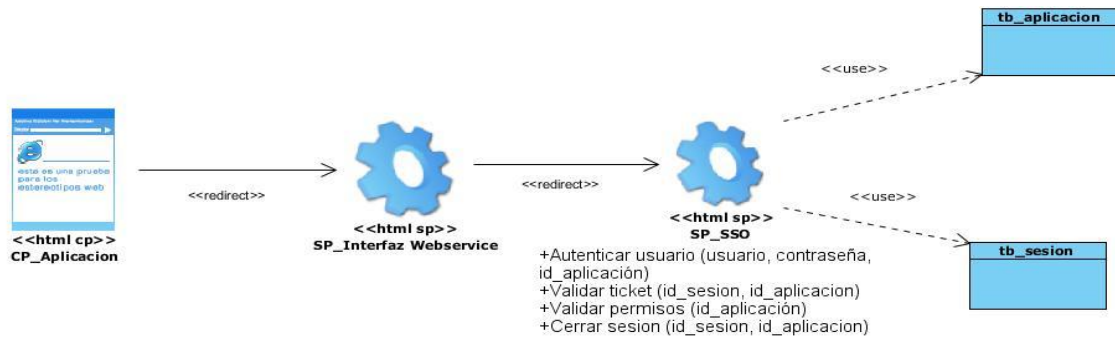 tb_aplicacion
<<use>>
este es una prueba
para los
estereotipos web
<<redirect>>
<<redirect>>
<<use>>
<<html cp>>
CP_Aplicacion
<<html sp>>
SP_Interfaz Webservice
<<html sp>>
SP_SSO
tb_sesion
+Autenticar usuario (usuario, contraseña,
id_aplicación)
+Validar ticket (id_sesion, id_aplicacion)
+Validar permisos (id_aplicación)
+Cerrar sesion (id_sesion, id_aplicacion)